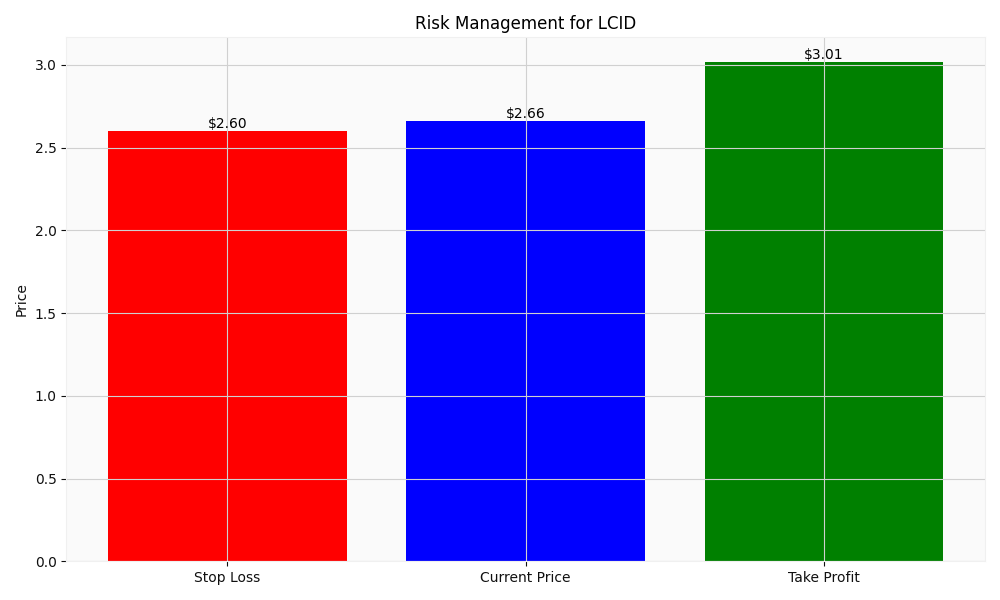 Risk Management for LCID
$3.01
3.0
$2.66
$2.60
2.5
2.0
1.5
Price
1.0
0.5
0.0
Stop Loss
Current Price
Take Profit